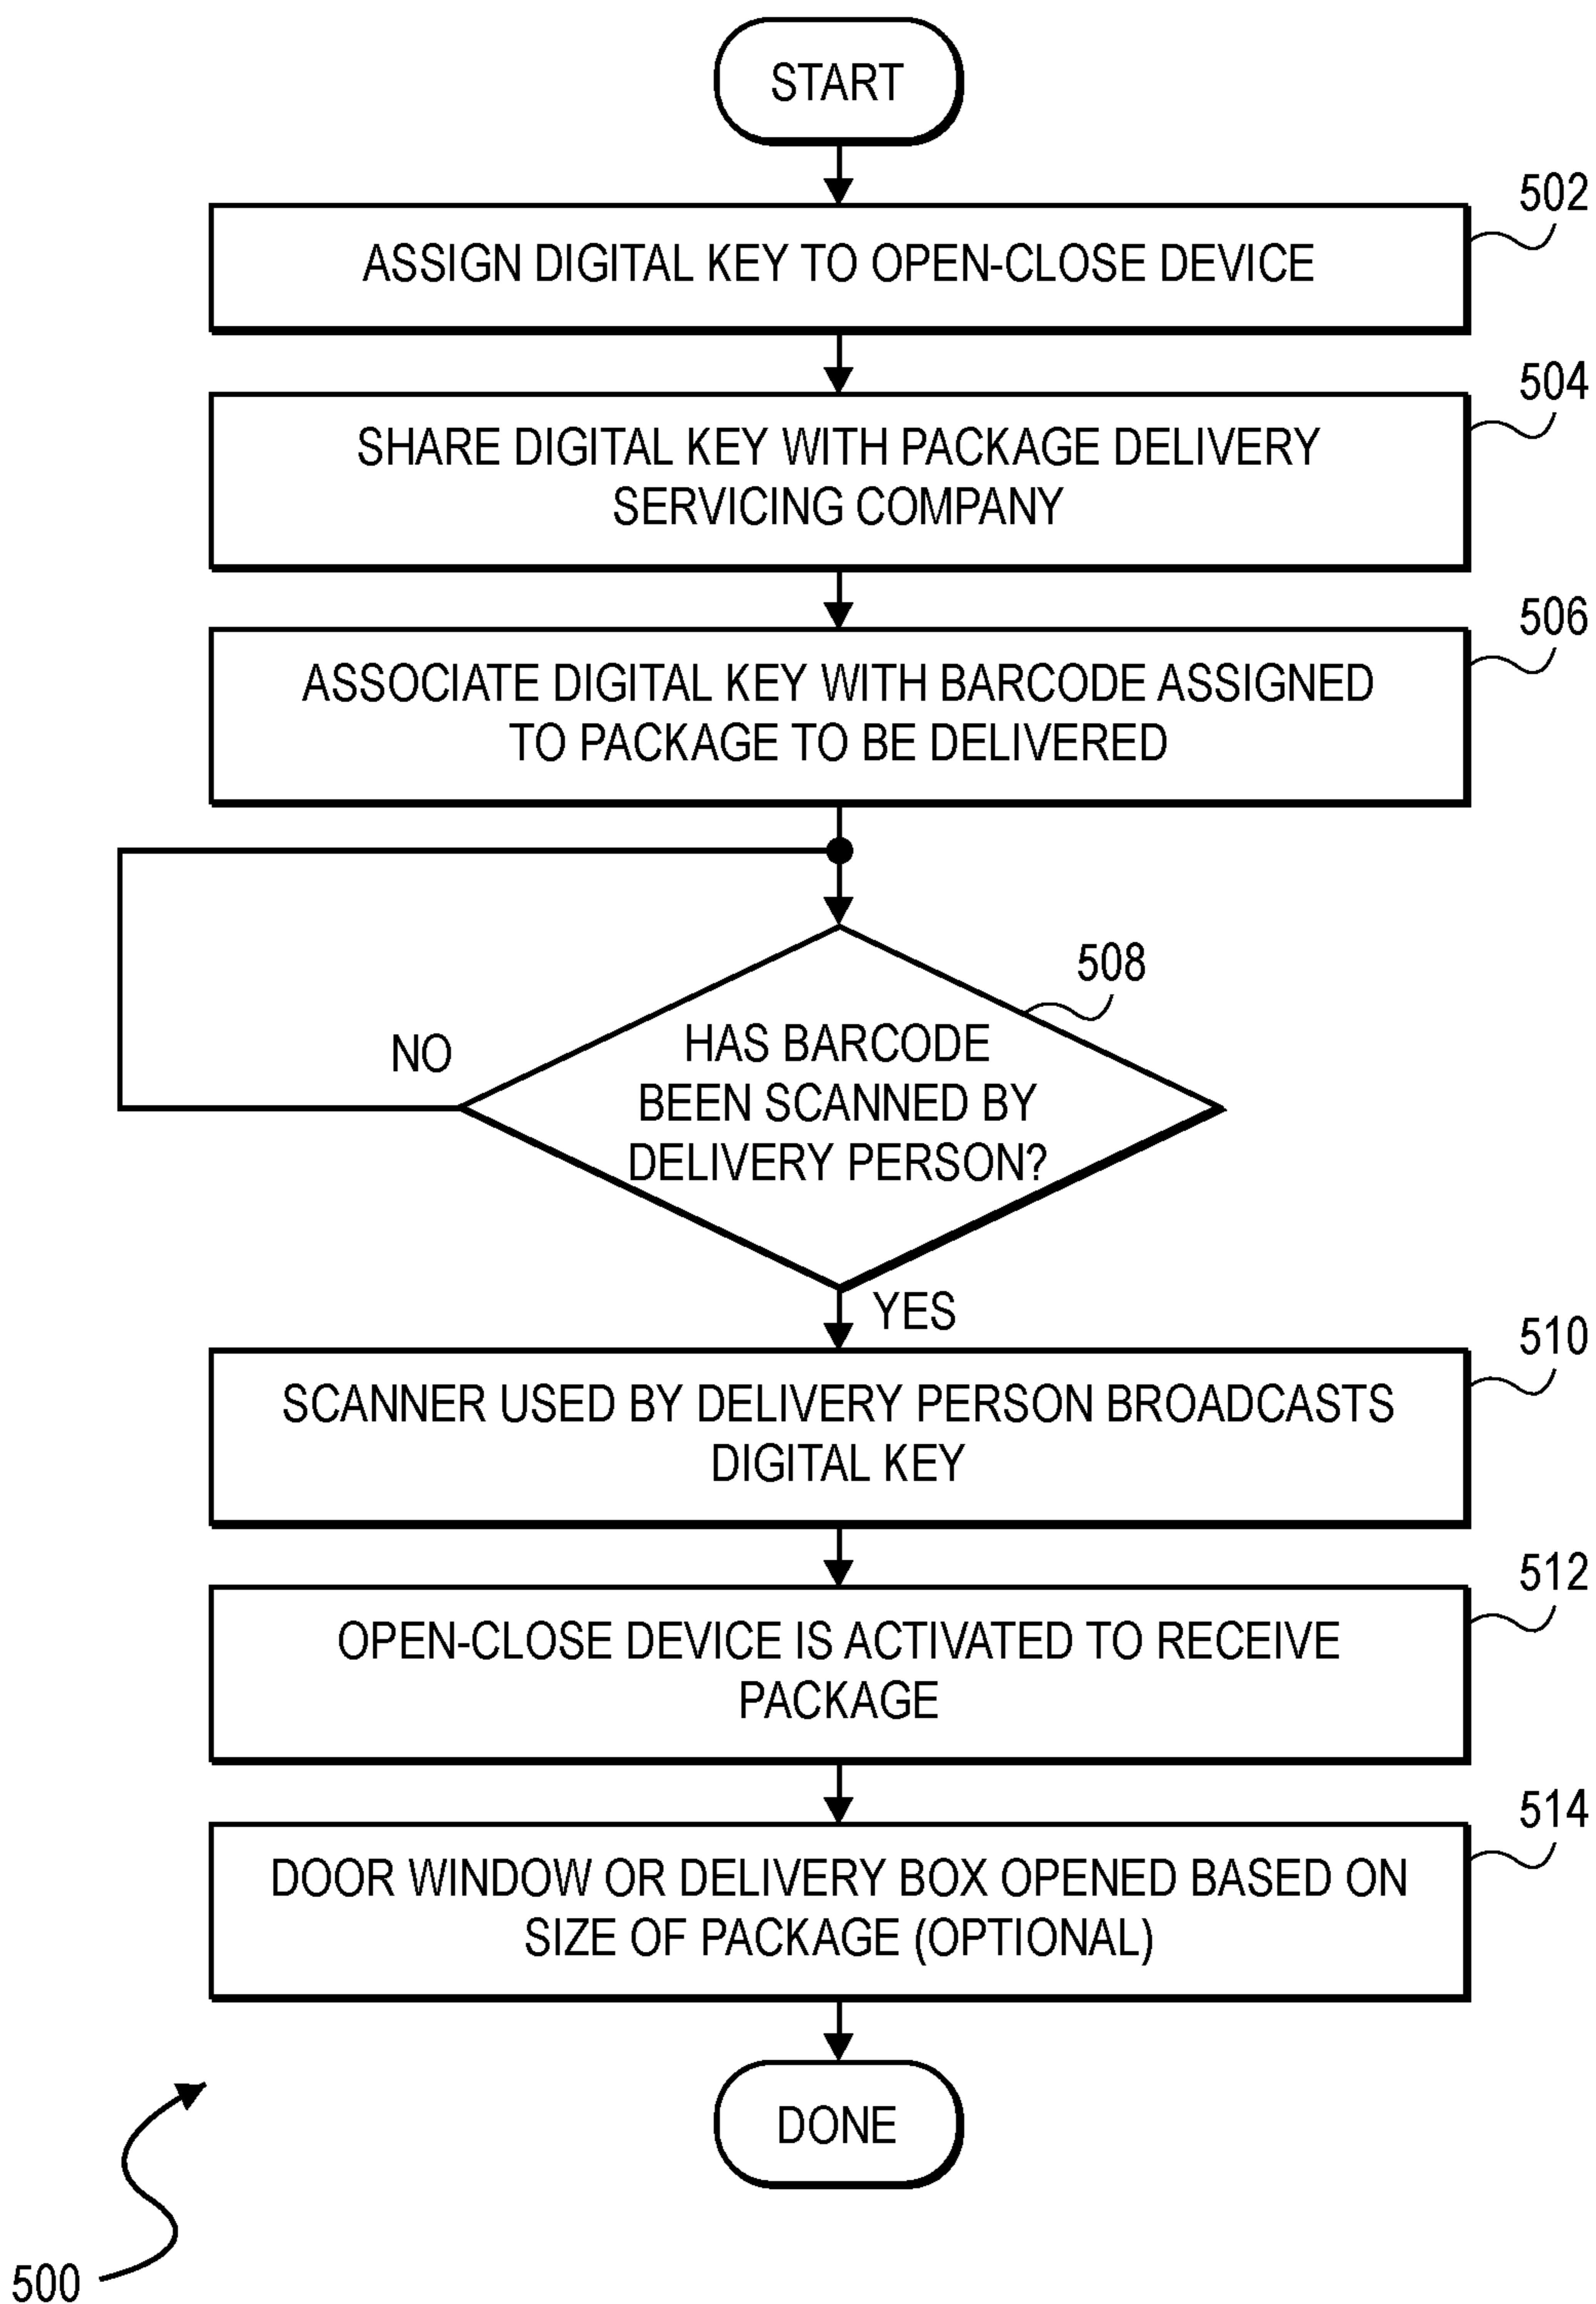 START
502
ASSIGN DIGITAL KEY TO OPEN-CLOSE DEVICE
504
SHARE DIGITAL KEY WITH PACKAGE DELIVERY
SERVICING COMPANY
506
ASSOCIATE DIGITAL KEY WITH BARCODE ASSIGNED
TO PACKAGE TO BE DELIVERED
508
NO
HAS BARCODE
BEEN SCANNED BY
DELIVERY PERSON?
YES
510
SCANNER USED BY DELIVERY PERSON BROADCASTS
DIGITAL KEY
512
OPEN-CLOSE DEVICE IS ACTIVATED TO RECEIVE
PACKAGE
514
DOOR WINDOW OR DELIVERY BOX OPENED BASED ON
SIZE OF PACKAGE (OPTIONAL)
DONE
500